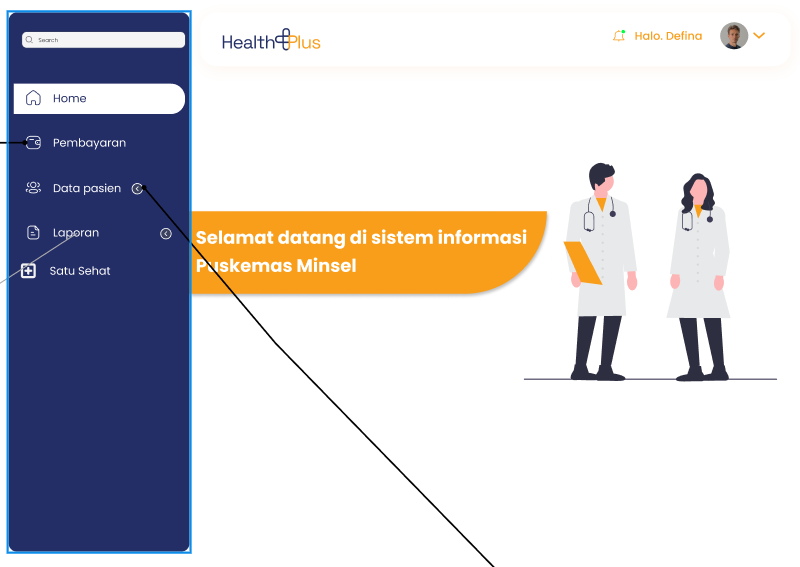 Search
HealthPlus
Halo. Defina
Home
Pembayaran
Data pasien
Laporan
Satu Sehat
Selamat datang di sistem informasi
Puskemas Minsel